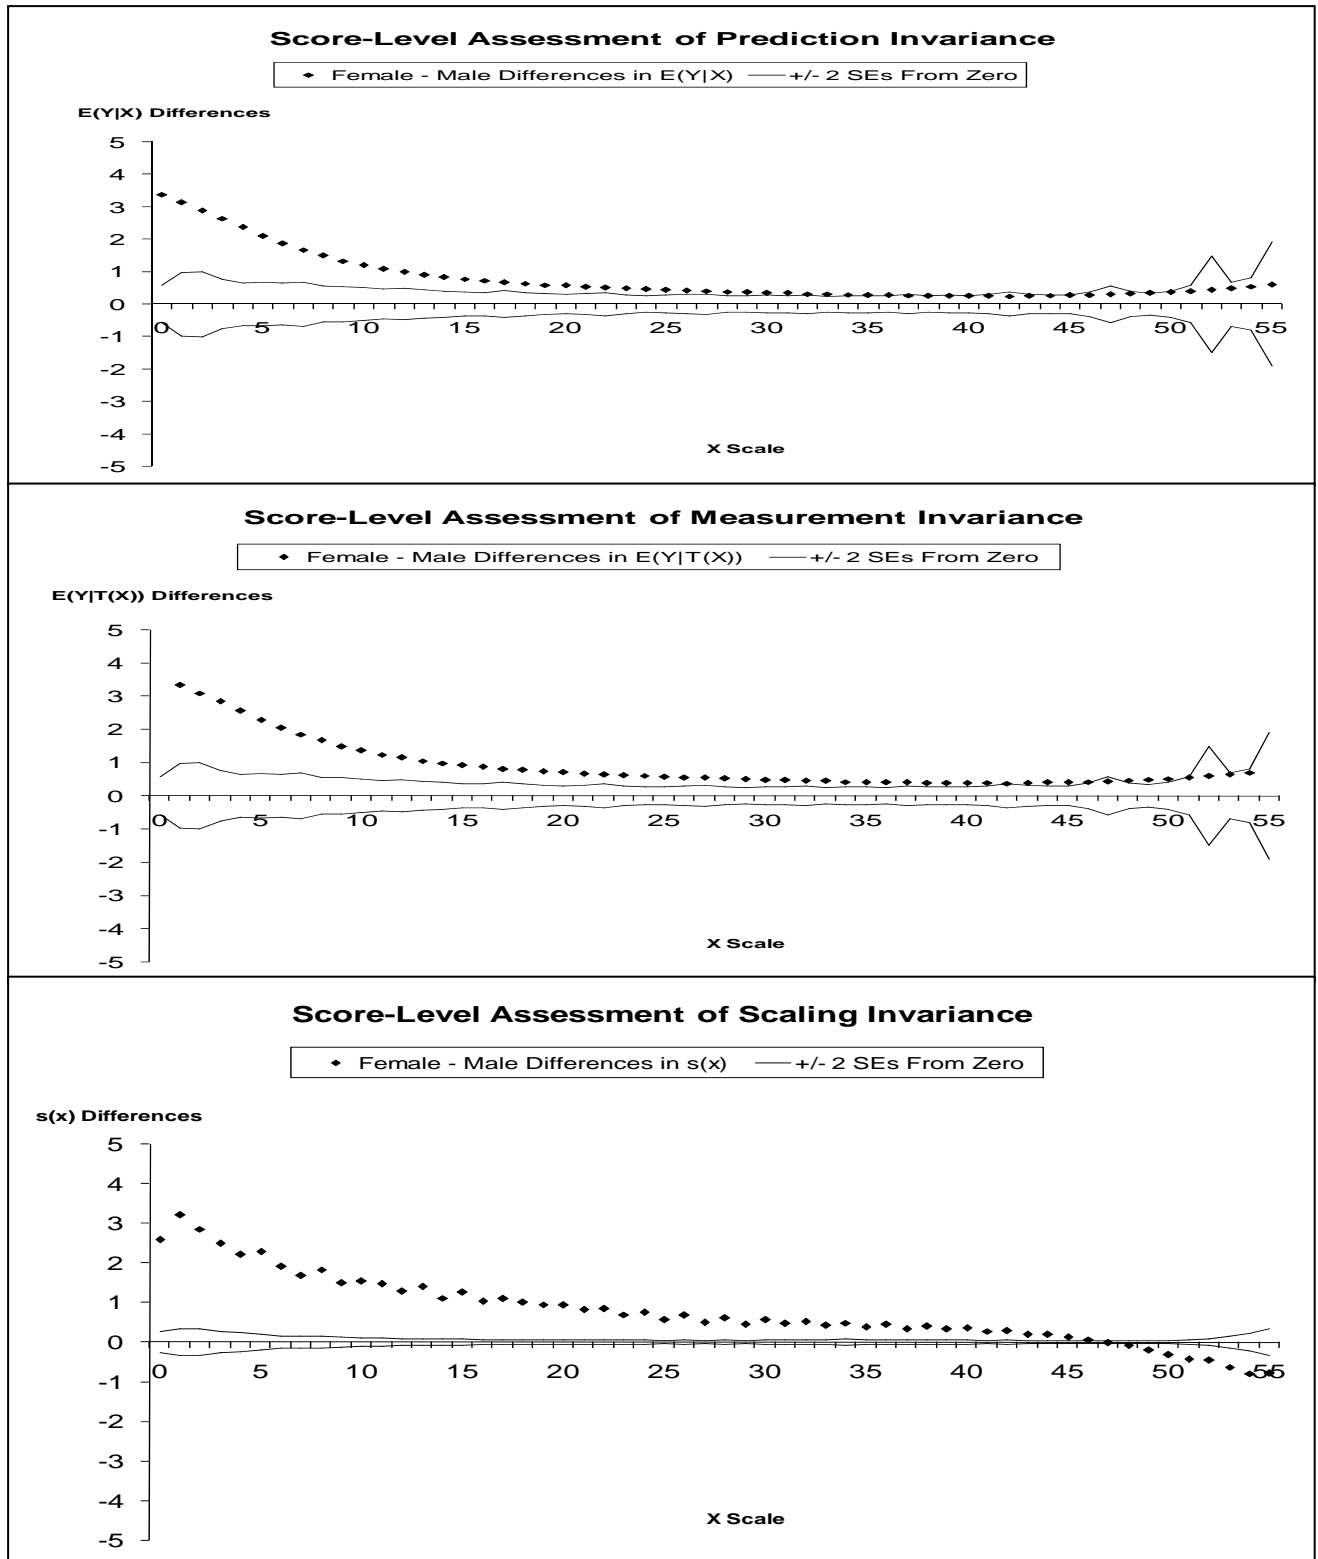 Score-Level Assessment of Prediction Invariance
Female - Male Differences in E(Y|X) +/- 2 SEs From Zero
E(Y|X) Differences
5
4
3
2
1
0
0 5 10 15 20 25 30 35 40 45 50 55
-1
-2
-3
-4
X Scale
-5
Score-Level Assessment of Measurement Invariance
Female - Male Differences in E(Y|T(X)) +/- 2 SEs From Zero
E(Y|T(X)) Differences
5
4
3
2
1
0
0 5 10 15 20 25 30 35 40 45 50 55
-1
-2
-3
-4
X Scale
-5
Score-Level Assessment of Scaling Invariance
Female - Male Differences in s(x) +/- 2 SEs From Zero
s(x) Differences
5
4
3
2
1
0
0 5 10 15 20 25 30 35 40 45 50 55
-1
-2
-3
-4
X Scale
-5